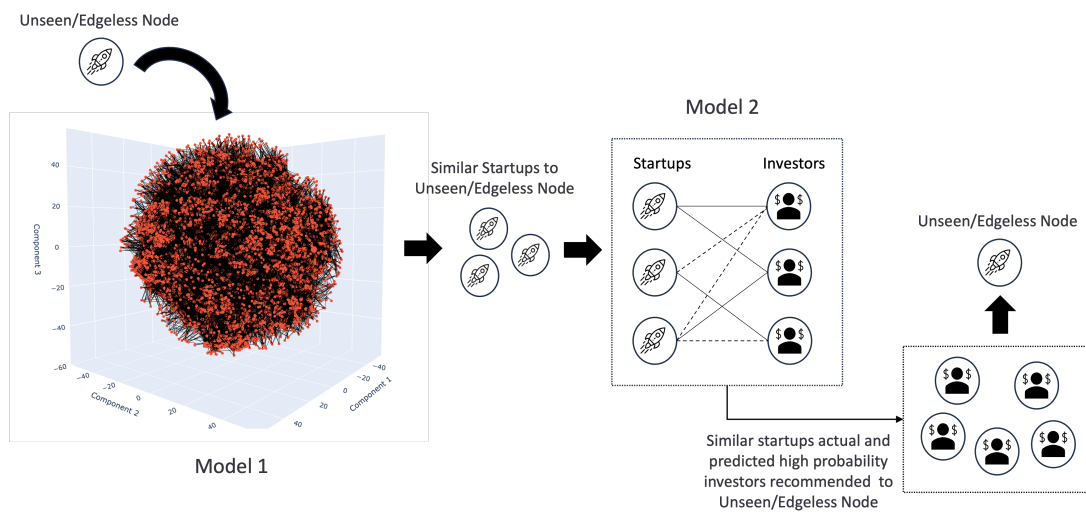 Unseen/Edgeless Node
Model 2
Similar Startups to
Unseen/Edgeless Node
Startups
Investors
$ $
$ $
$ $
Unseen/Edgeless Node
40
20
0
−20
−40
−60
Component 3
−40
−20
0
20
40
Component 2
−40
−20
0
20
40
Component 1
Model 1
$ $
$ $
$ $
$ $
$ $
Similar startups actual and
predicted high probability
investors recommended to
Unseen/Edgeless Node